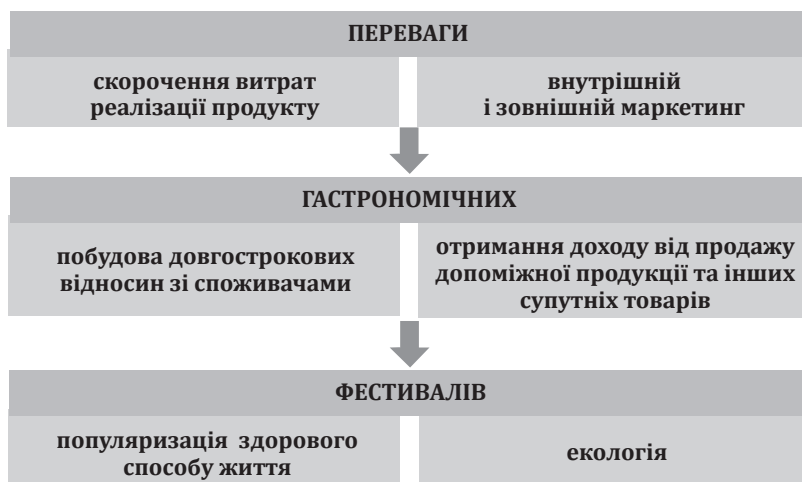 ПЕРЕВАГИ
скорочення витрат
реалізації продукту
внутрішній
і зовнішній маркетинг
ГАСТРОНОМІЧНИХ
побудова довгострокових
відносин зі споживачами
отримання доходу від продажу
допоміжної продукції та інших
супутніх товарів
ФЕСТИВАЛІВ
популяризація здорового
способу життя
екологія